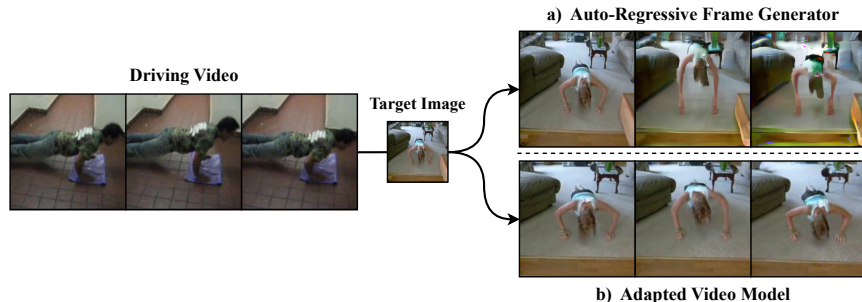 a) Auto-Regressive Frame Generator
Driving Video
Target Image
b) Adapted Video Model